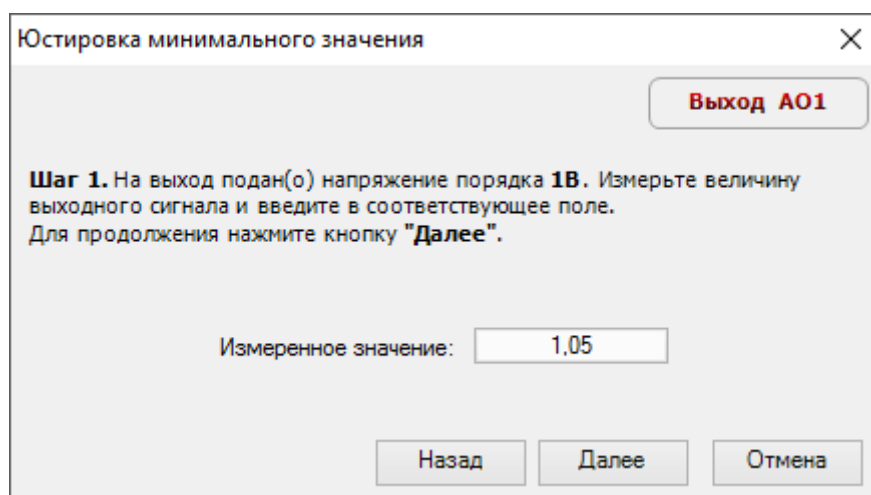 Юстировка минимального значения
Выход AO1
Шаг 1. На выход подан(о) напряжение порядка 1В. Измерьте величину
выходного сигнала и введите в соответствующее поле.
Для продолжения нажмите кнопку "Далее".
Измеренное значение: 1,05
Назад Далее Отмена